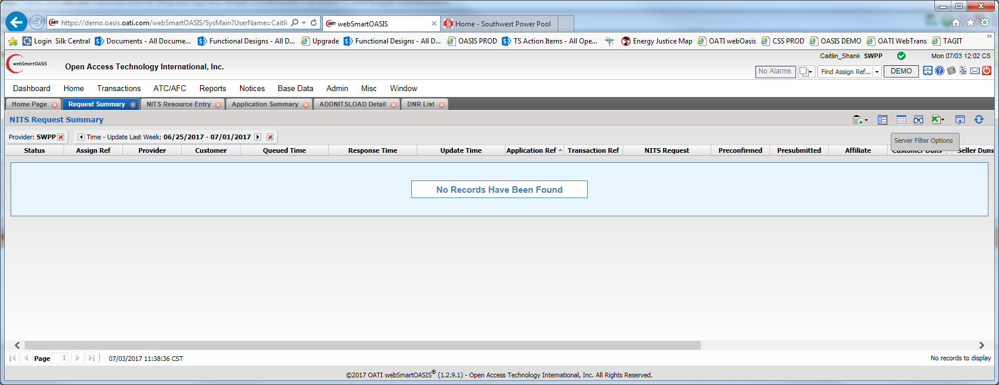 https://demo.oasis.oati.com/webSmartOASIS/SysMain?UserName=Caitli
OATI webSmartOASIS
Home - Southwest Power Pool
Login Silk Central Documents - All Docume... Functional Designs - All D... Upgrade Functional Designs - All D... OASIS PROD TS Action Items - All Ope... Energy Justice Map OATI webOasis CSS PROD OASIS DEMO OATI WebTrans TAGIT
Caitlin_Shank SWPP Mon 07/03 12:02 CS
webSmartOASIS
Open Access Technology International, Inc.
No Alarms Find Assign Ref... DEMO
Dashboard Home Transactions ATC/AFC Reports Notices Base Data Admin Misc Window
Home Page Request Summary NITS Resource Entry Application Summary ADDNITSLOAD Detail DNR List
NITS Request Summary
Provider: SWPP Time - Update Last Week: 06/25/2017 - 07/01/2017
Server Filter Options
Status Assign Ref Provider Customer Queued Time Response Time Update Time Application Ref Transaction Ref NITS Request Preconfirmed Presubmitted Affiliate Customer Duns Seller Duns
No Records Have Been Found
Page 1 07/03/2017 11:38:36 CST No records to display
©2017 OATI webSmartOASIS® (1.2.9.1) - Open Access Technology International, Inc. All Rights Reserved.